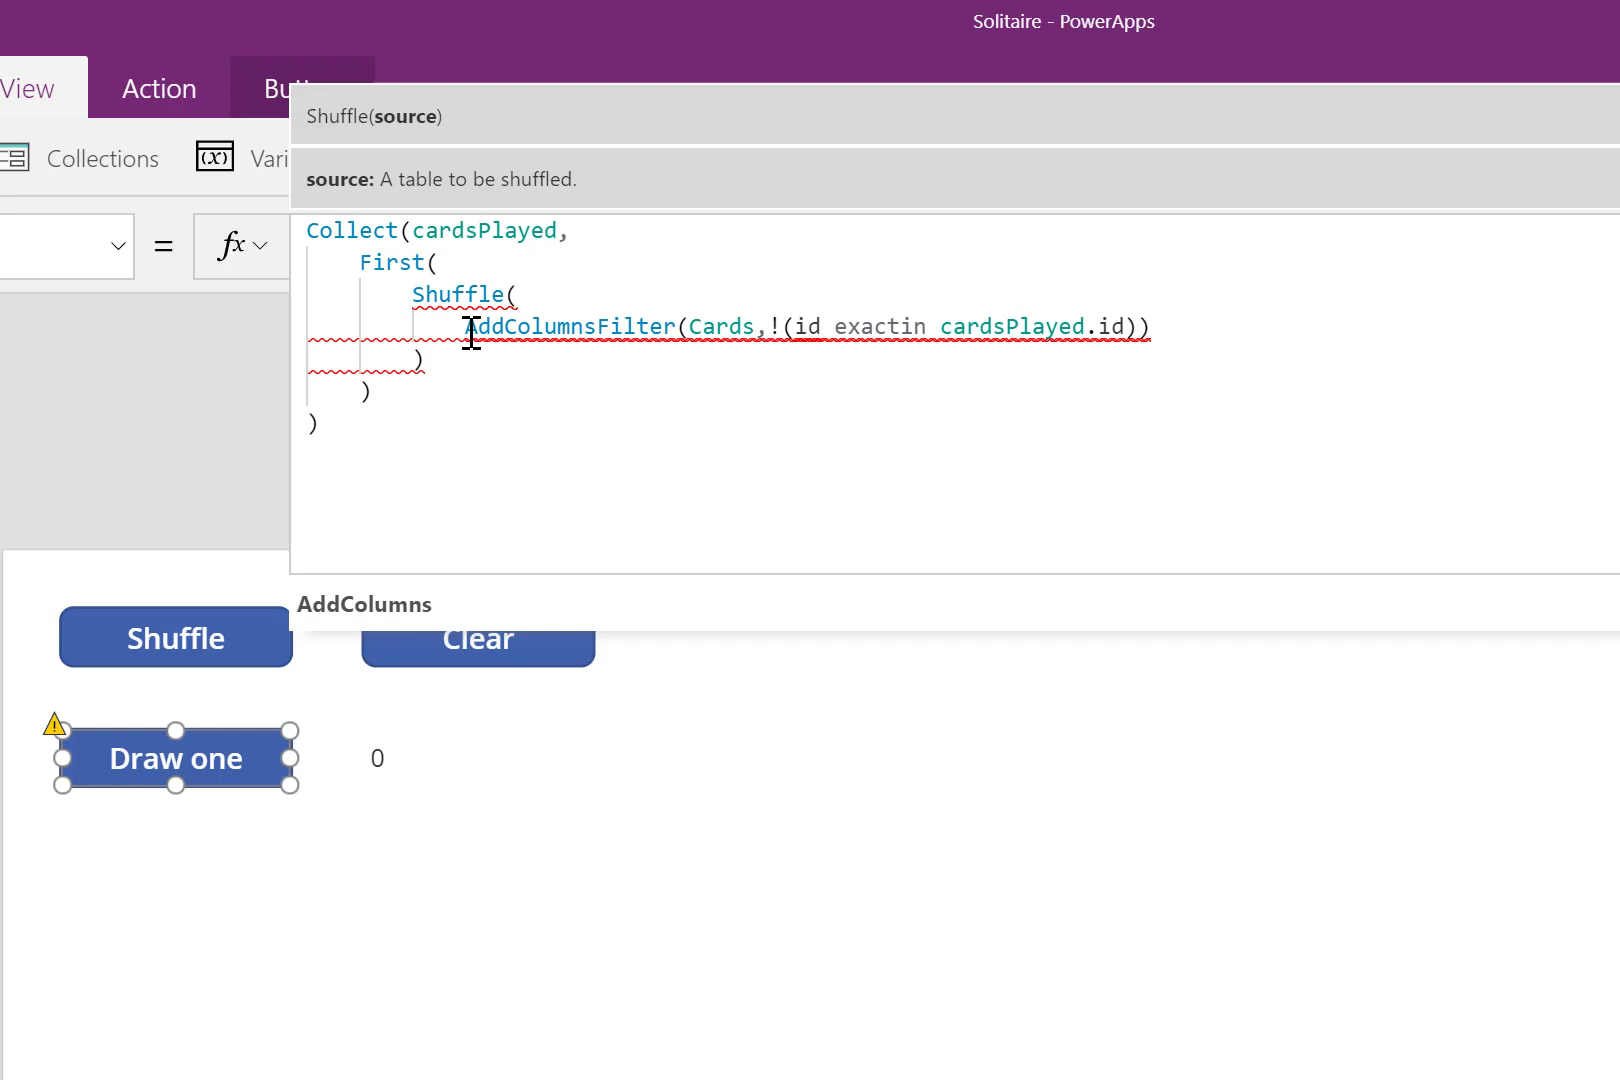 Solitaire - PowerApps
View
Action
Shuffle(source)
Collections
(x)
source: A table to be shuffled.
=
fx
Collect(cardsPlayed,
First(
Shuffle(
AddColumnsFilter(Cards,!(id exactin cardsPlayed.id))
)
)
)
AddColumns
Shuffle
Clear
Draw one
0